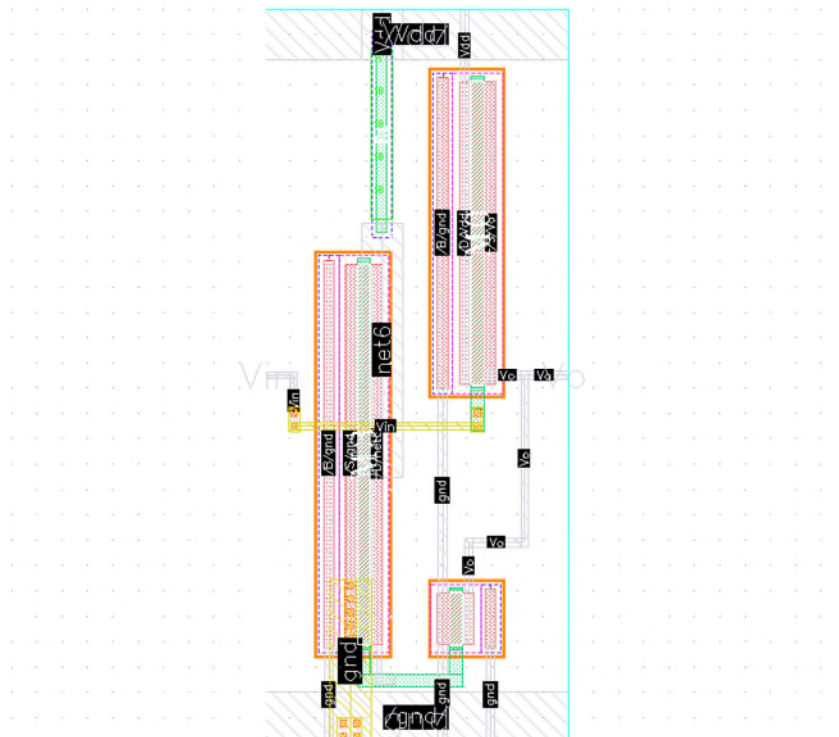 /Vdd/
Vdd
/B/gnd
/D/Vdd
/S/Vo
net6
Vin
Vo
Vo
Vo
Vin
Vin
/B/gnd
/S/gnd
/D/net6
Vo
gnd
Vo
Vo
gnd
gnd
gnd
gnd
/gnd/